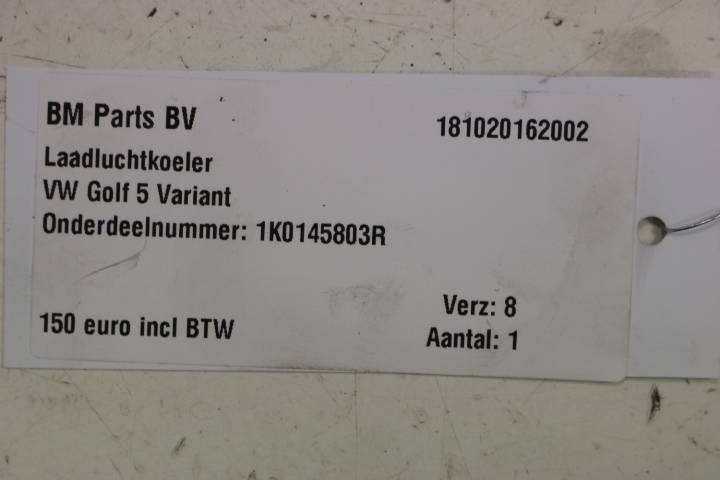 BM Parts BV
181020162002
Laadluchtkoeler
VW Golf 5 Variant
Onderdeelnummer: 1K0145803R
Verz: 8
150 euro incl BTW
Aantal: 1